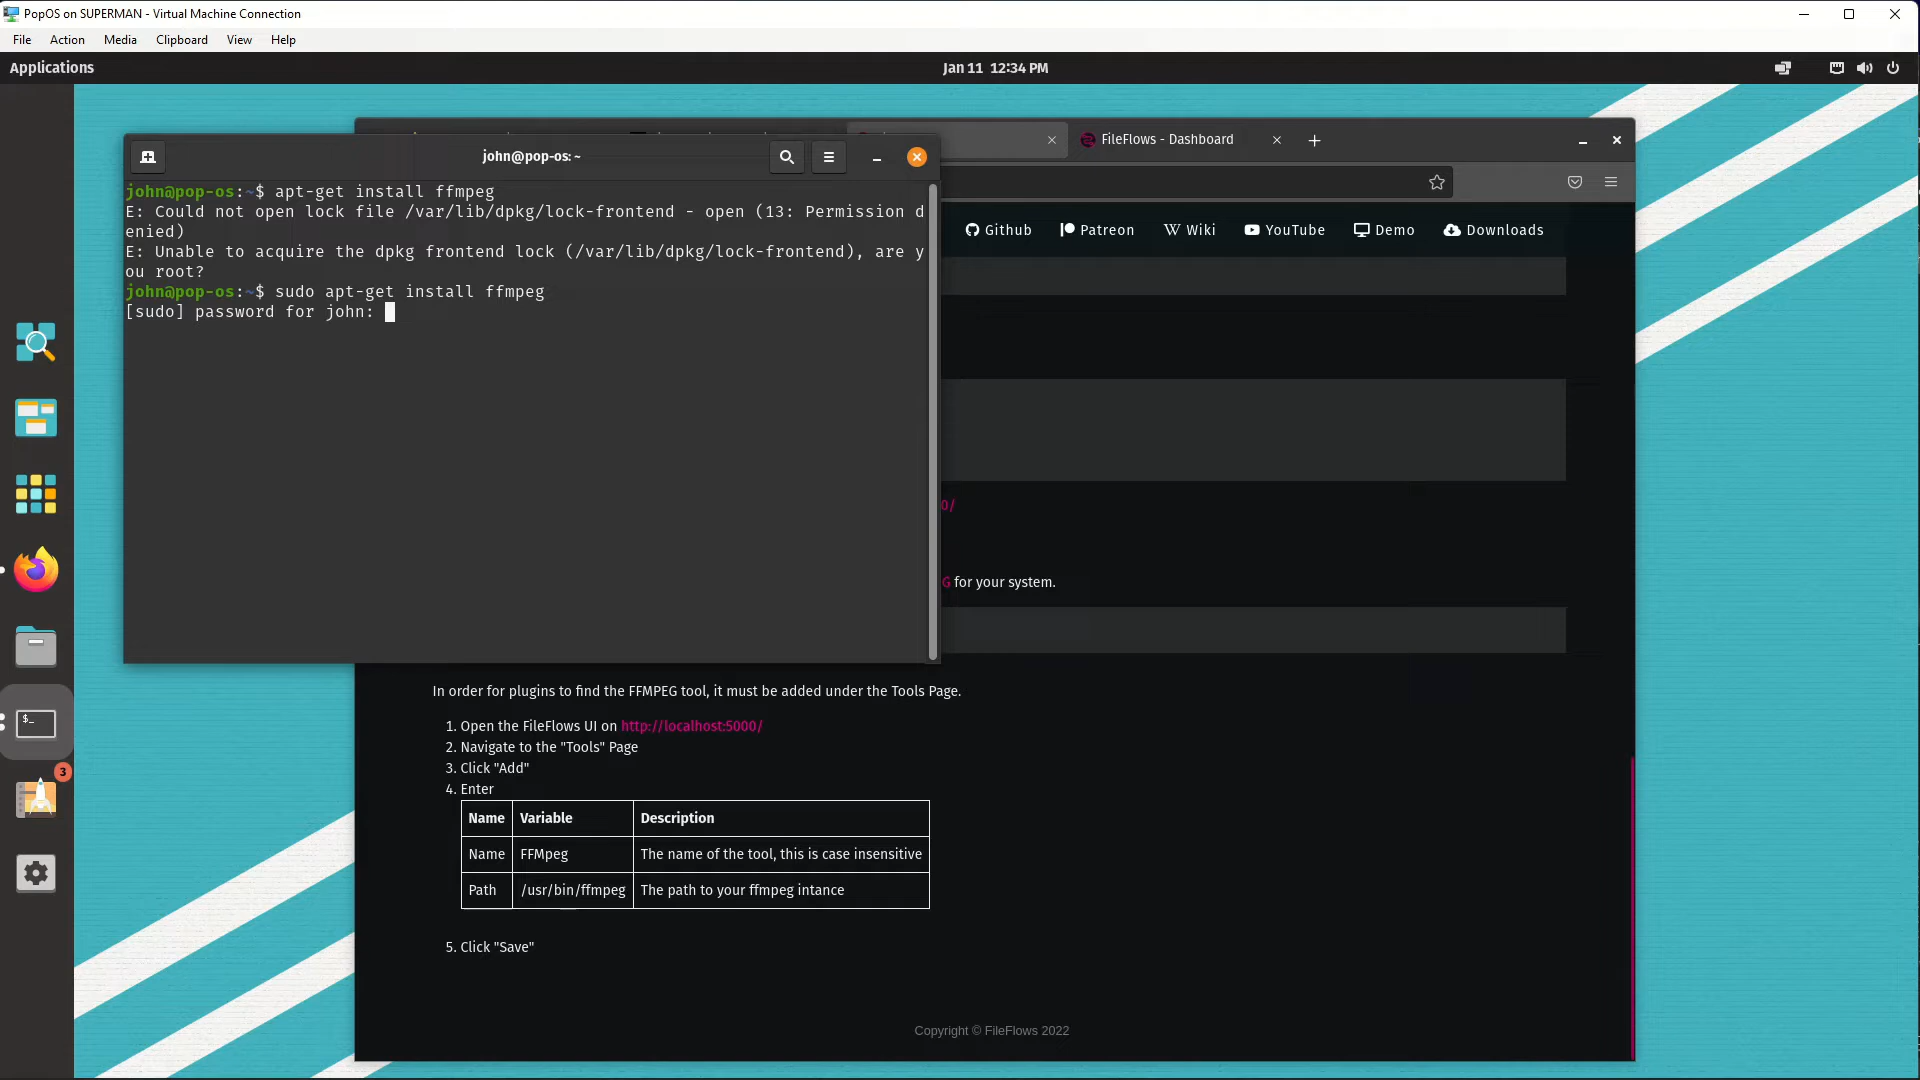 PopOS on SUPERMAN - Virtual Machine Connection
File Action Media Clipboard View Help
Applications
Jan 11 12:34 PM
FileFlows - Dashboard
john@pop-os: ~
john@pop-os:~$ apt-get install ffmpeg
E: Could not open lock file /var/lib/dpkg/lock-frontend - open (13: Permission d
enied)
E: Unable to acquire the dpkg frontend lock (/var/lib/dpkg/lock-frontend), are y
ou root?
john@pop-os:~$ sudo apt-get install ffmpeg
[sudo] password for john:
Github Patreon Wiki YouTube Demo Downloads
0/
G for your system.
In order for plugins to find the FFMPEG tool, it must be added under the Tools Page.
1. Open the FileFlows UI on http://localhost:5000/
2. Navigate to the "Tools" Page
3. Click "Add"
4. Enter
Name Variable Description
Name FFMpeg The name of the tool, this is case insensitive
Path /usr/bin/ffmpeg The path to your ffmpeg intance
5. Click "Save"
Copyright © FileFlows 2022
$_
3